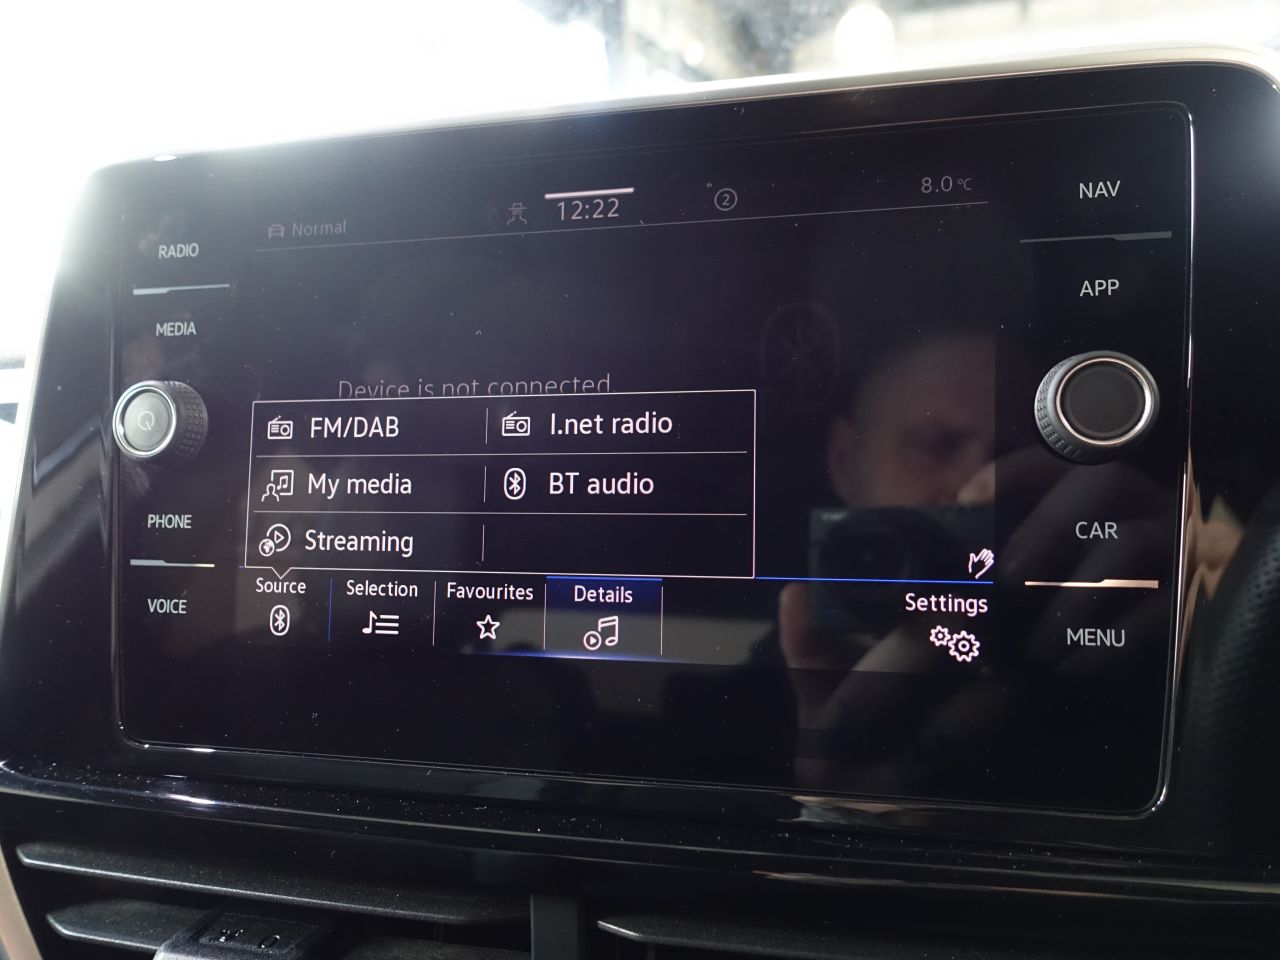 Normal
12:22
2
8.0°C
RADIO
MEDIA
PHONE
VOICE
NAV
APP
CAR
MENU
Device is not connected
FM/DAB
I.net radio
My media
BT audio
Streaming
Source
Selection
Favourites
Details
Settings